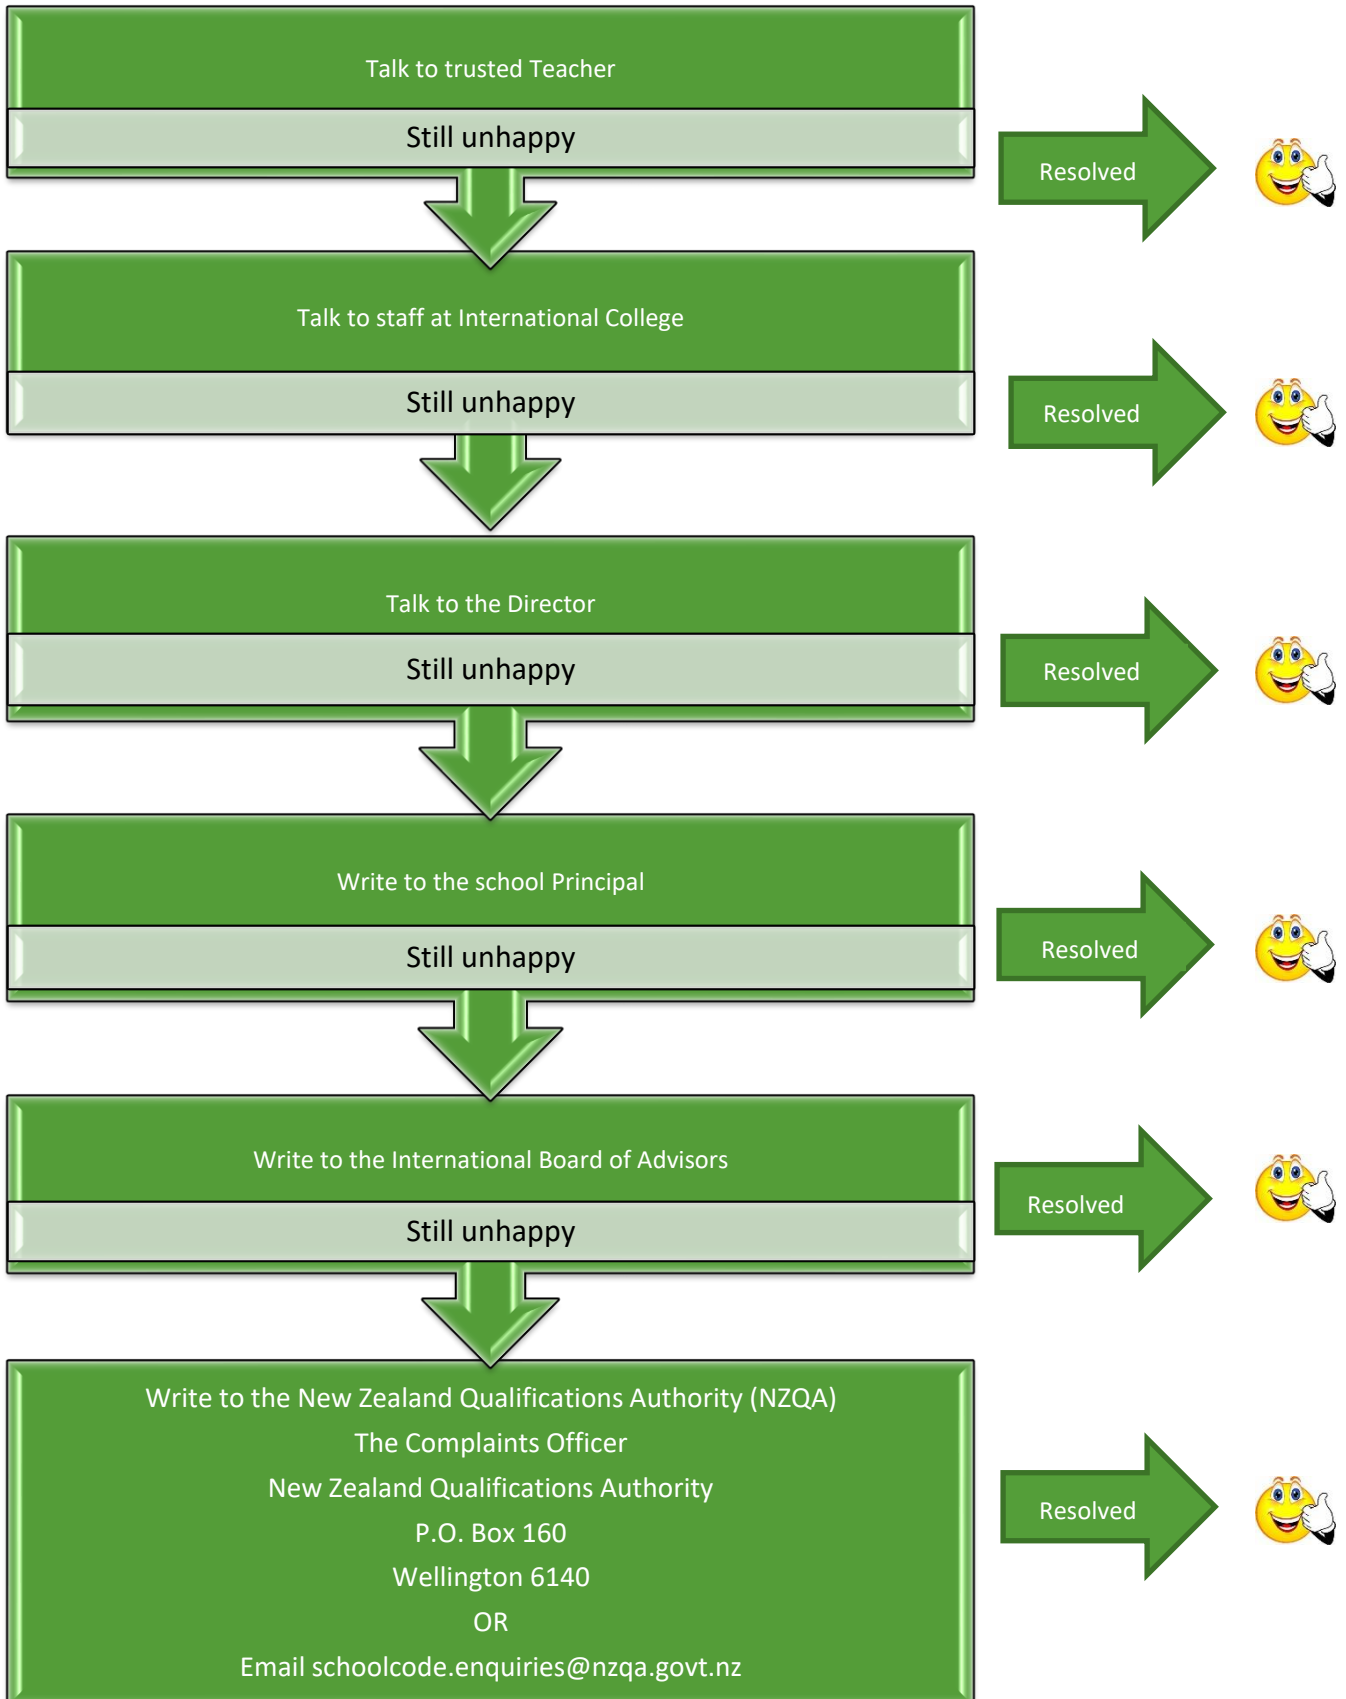 Talk to trusted Teacher
Still unhappy
Resolved
Talk to staff at International College
Still unhappy
Resolved
Talk to the Director
Still unhappy
Resolved
Write to the school Principal
Still unhappy
Resolved
Write to the International Board of Advisors
Still unhappy
Resolved
Write to the New Zealand Qualifications Authority (NZQA)
The Complaints Officer
New Zealand Qualifications Authority
P.O. Box 160
Wellington 6140
OR
Email schoolcode.enquiries@nzqa.govt.nz
Resolved